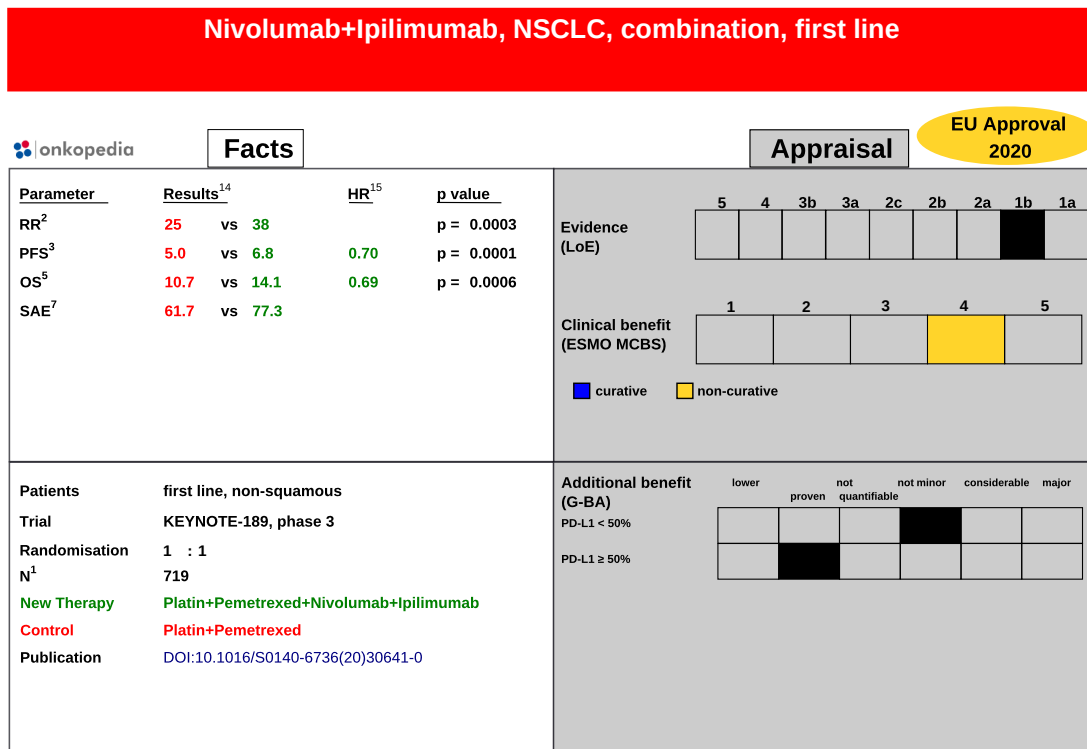 Nivolumab+Ipilimumab, NSCLC, combination, first line
EU Approval
2020
onkopedia
Facts
Appraisal
Parameter Results14 HR15 p value
RR2 25 vs 38 p = 0.0003
PFS3 5.0 vs 6.8 0.70 p = 0.0001
OS5 10.7 vs 14.1 0.69 p = 0.0006
SAE7 61.7 vs 77.3
5 4 3b 3a 2c 2b 2a 1b 1a
Evidence
(LoE)
1 2 3 4 5
Clinical benefit
(ESMO MCBS)
curative non-curative
Patients first line, non-squamous
Trial KEYNOTE-189, phase 3
Randomisation 1 : 1
N1 719
New Therapy Platin+Pemetrexed+Nivolumab+Ipilimumab
Control Platin+Pemetrexed
Publication DOI:10.1016/S0140-6736(20)30641-0
Additional benefit
(G-BA)
lower not not minor considerable major
proven quantifiable
PD-L1 < 50%
PD-L1 ≥ 50%